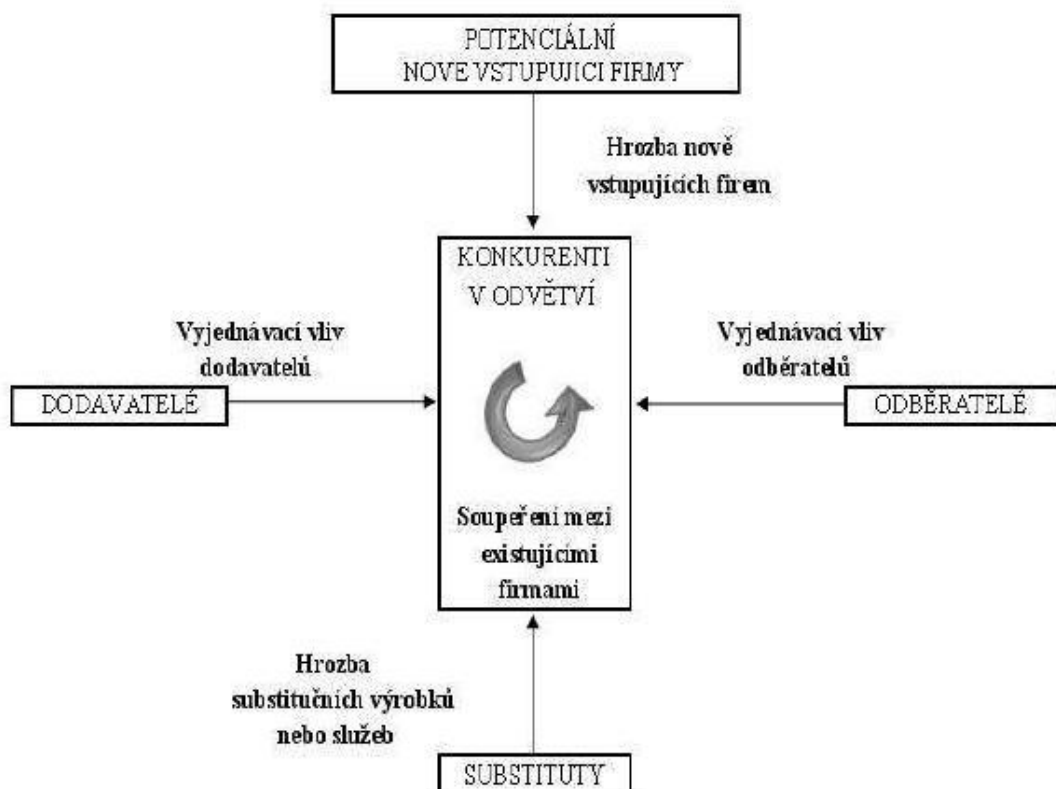 POTENCIÁLNÍ
NOVE VSTUPUJICI FIRMY
Hrozba nově
vstupujících firem
KONKURENTI
V ODVĚTVÍ
Vyjednávací vliv
dodavatelů
Vyjednávací vliv
odběratelů
DODAVATELÉ
ODBĚRATELÉ
Soupeření mezi
existujícími
firmami
Hrozba
substitučních výrobků
nebo služeb
SUBSTITUTY